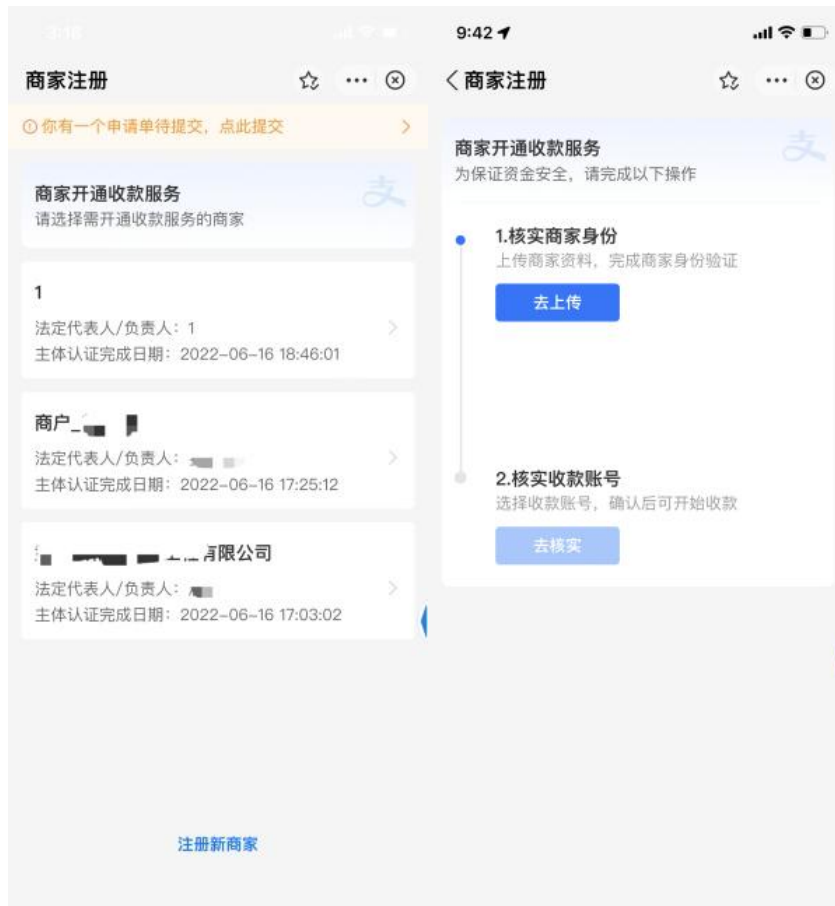 3:18
商家注册
你有一个申请单待提交，点此提交
商家开通收款服务
请选择需开通收款服务的商家
支
1
法定代表人/负责人：1
主体认证完成日期：2022-06-16 18:46:01
商户_
法定代表人/负责人：
主体认证完成日期：2022-06-16 17:25:12
有限公司
法定代表人/负责人：
主体认证完成日期：2022-06-16 17:03:02
注册新商家
9:42
商家注册
商家开通收款服务
为保证资金安全，请完成以下操作
支
1.核实商家身份
上传商家资料，完成商家身份验证
去上传
2.核实收款账号
选择收款账号，确认后可开始收款
去核实